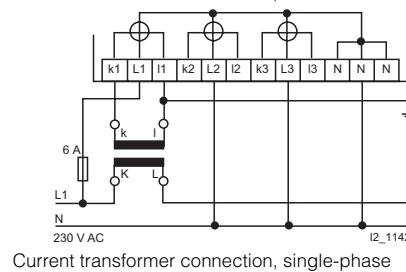 k1 L1 l1 k2 L2 l2 k3 L3 l3 N N N
k l
6 A
K L
L1
N
230 V AC I2_1142
Current transformer connection, single-phase